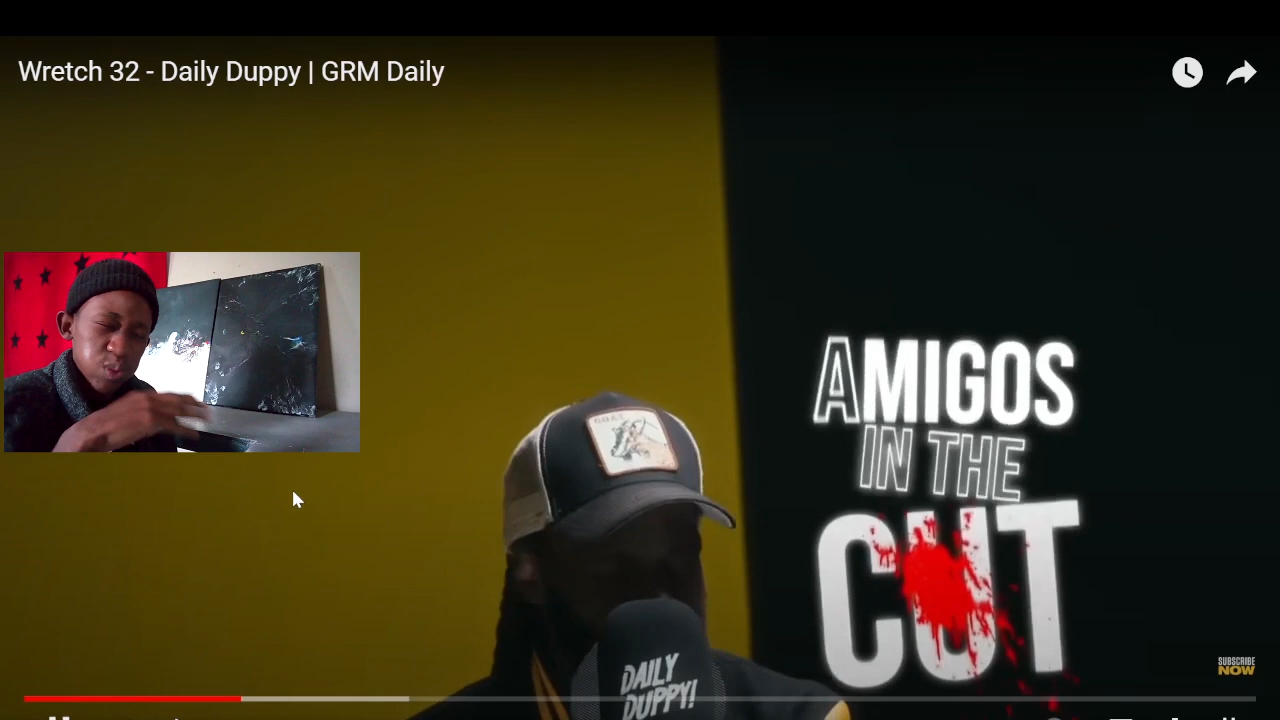 Wretch 32 - Daily Duppy | GRM Daily
AMIGOS
IN THE
CUT
DAILY
DUPPY!
SUBSCRIBE
NOW